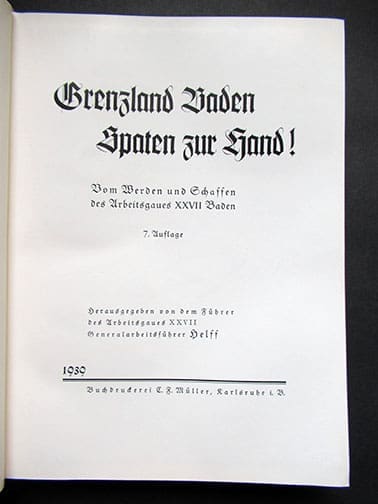 Grenzland Baden
Spaten zur Hand!
Vom Werden und Schaffen
des Arbeitsgaues XXVII Baden
7. Auflage
Herausgegeben von dem Führer
des Arbeitsgaues XXVII
Generalarbeitsführer Helff
1939
Buchdruckerei C. F. Müller, Karlsruhe i. B.